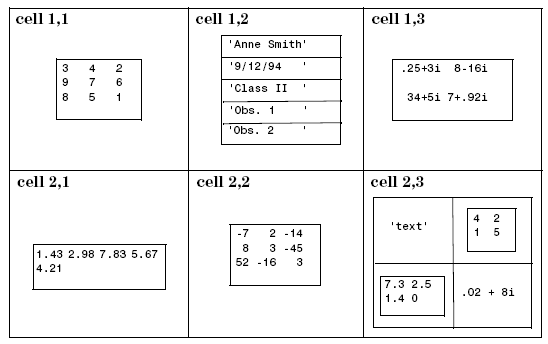 cell 1,1
3 4 2
9 7 6
8 5 1
cell 1,2
'Anne Smith'
'9/12/94 '
'Class II '
'Obs. 1 '
'Obs. 2 '
cell 1,3
.25+3i 8-16i
34+5i 7+.92i
cell 2,1
1.43 2.98 7.83 5.67
4.21
cell 2,2
-7 2 -14
8 3 -45
52 -16 3
cell 2,3
'text'
4 2
1 5
7.3 2.5
1.4 0
.02 + 8i